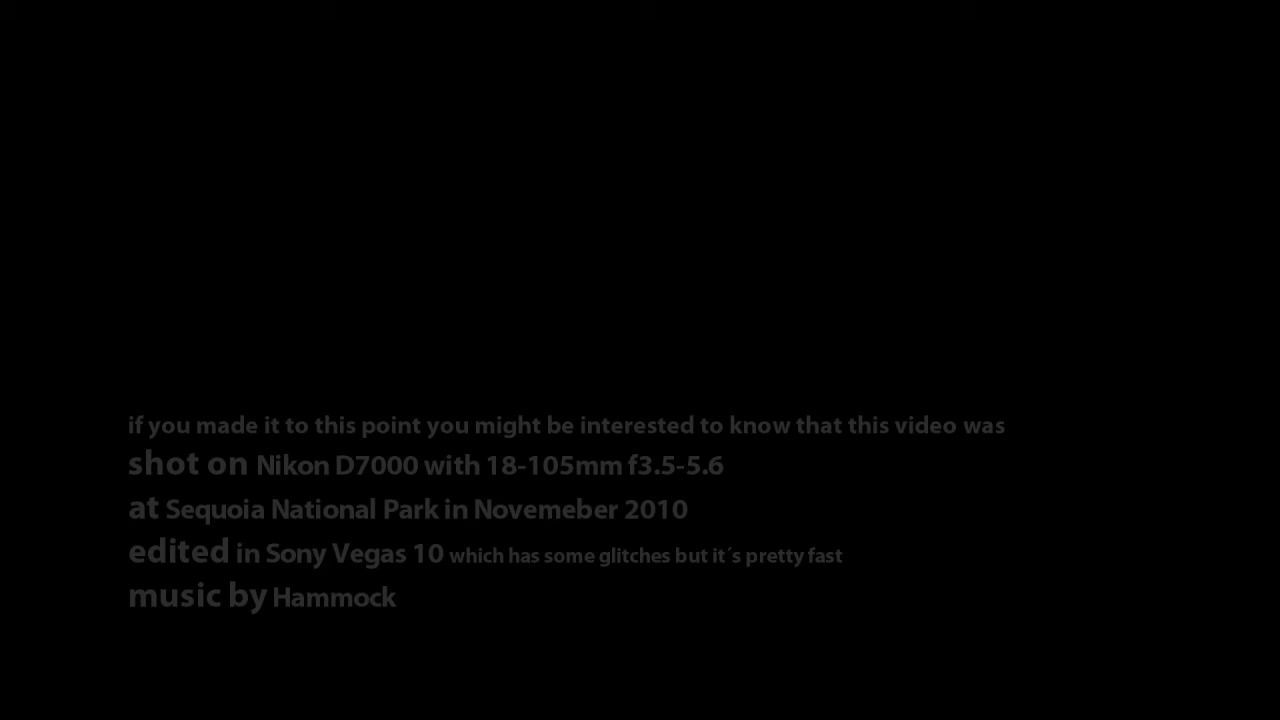 if you made it to this point you might be interested to know that this video was
shot on Nikon D7000 with 18-105mm f3.5-5.6
at Sequoia National Park in Novemeber 2010
edited in Sony Vegas 10 which has some glitches but it´s pretty fast
music by Hammock